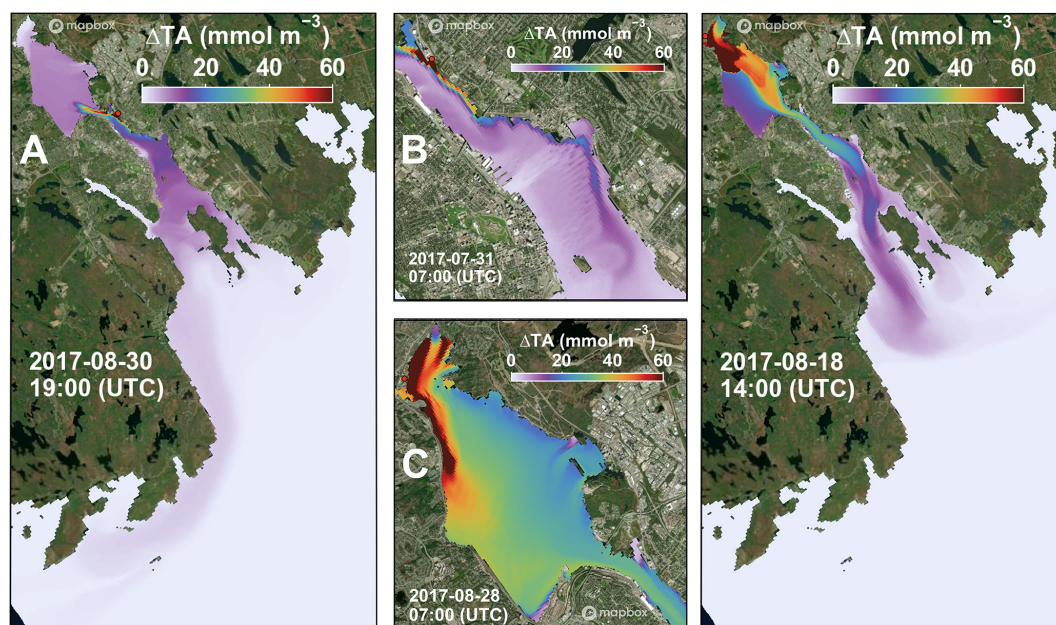 mapbox
ΔTA (mmol m⁻³)
0 20 40 60
A
2017-08-30
19:00 (UTC)
ΔTA (mmol m⁻³)
0 20 40 60
B
2017-07-31
07:00 (UTC)
ΔTA (mmol m⁻³)
0 20 40 60
C
2017-08-28
07:00 (UTC)
mapbox
mapbox
ΔTA (mmol m⁻³)
0 20 40 60
2017-08-18
14:00 (UTC)